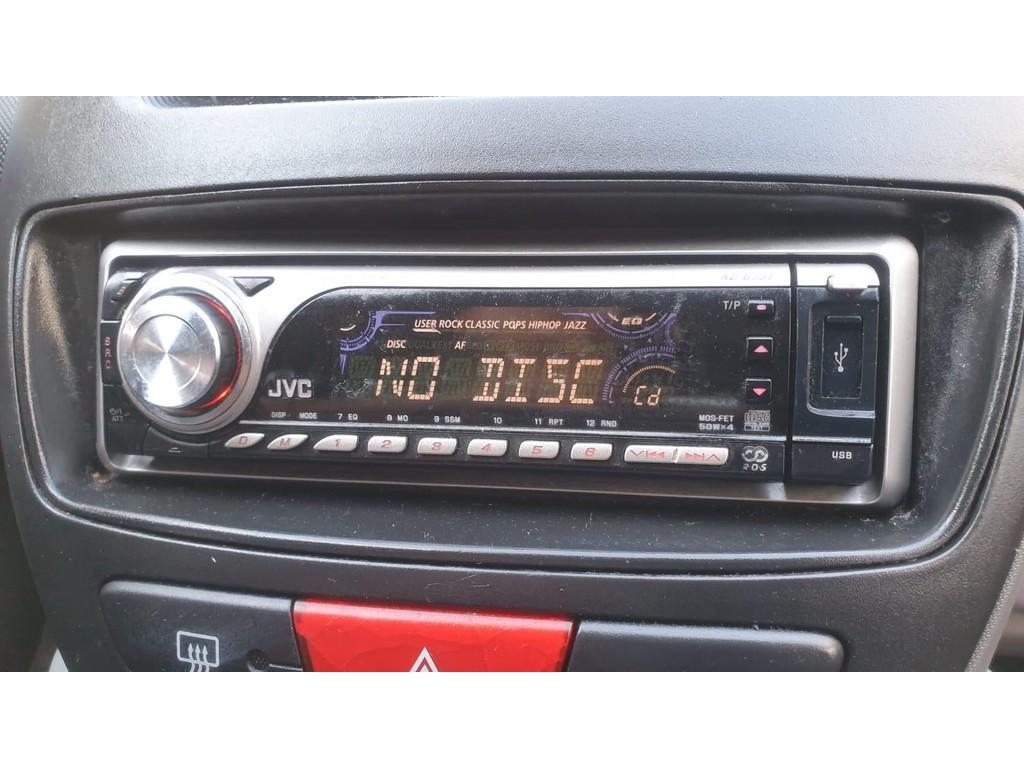 T/P
USER ROCK CLASSIC POPS HIPHOP JAZZ
EQ
DISC
AF
NO DISC
Cd
SRC
JVC
DISP
MODE
7 EQ
8 MO
9 SSM
10
11 RPT
12 RND
MOS-FET
50W×4
ATT
D
M
1
2
3
4
5
6
RDS
USB